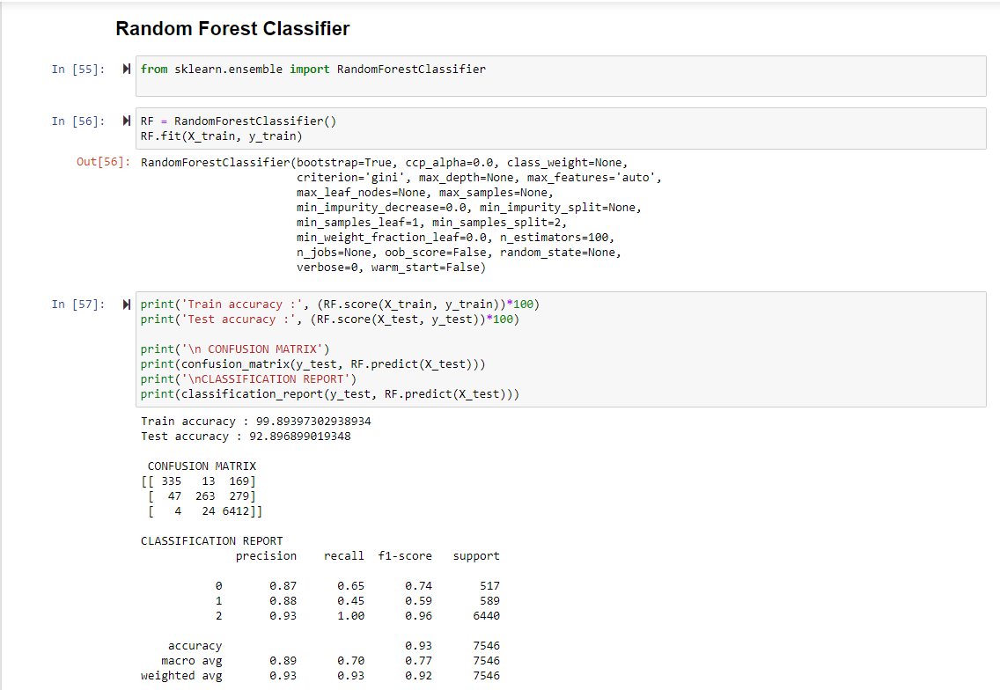 Random Forest Classifier
In [55]: from sklearn.ensemble import RandomForestClassifier
In [56]: RF = RandomForestClassifier()
RF.fit(X_train, y_train)
Out[56]: RandomForestClassifier(bootstrap=True, ccp_alpha=0.0, class_weight=None,
criterion='gini', max_depth=None, max_features='auto',
max_leaf_nodes=None, max_samples=None,
min_impurity_decrease=0.0, min_impurity_split=None,
min_samples_leaf=1, min_samples_split=2,
min_weight_fraction_leaf=0.0, n_estimators=100,
n_jobs=None, oob_score=False, random_state=None,
verbose=0, warm_start=False)
In [57]: print('Train accuracy :', (RF.score(X_train, y_train))*100)
print('Test accuracy :', (RF.score(X_test, y_test))*100)
print('\n CONFUSION MATRIX')
print(confusion_matrix(y_test, RF.predict(X_test)))
print('\nCLASSIFICATION REPORT')
print(classification_report(y_test, RF.predict(X_test)))
Train accuracy : 99.89397302938934
Test accuracy : 92.896899019348
CONFUSION MATRIX
[[ 335 13 169]
[ 47 263 279]
[ 4 24 6412]]
CLASSIFICATION REPORT
precision recall f1-score support
0 0.87 0.65 0.74 517
1 0.88 0.45 0.59 589
2 0.93 1.00 0.96 6440
accuracy 0.93 7546
macro avg 0.89 0.70 0.77 7546
weighted avg 0.93 0.93 0.92 7546